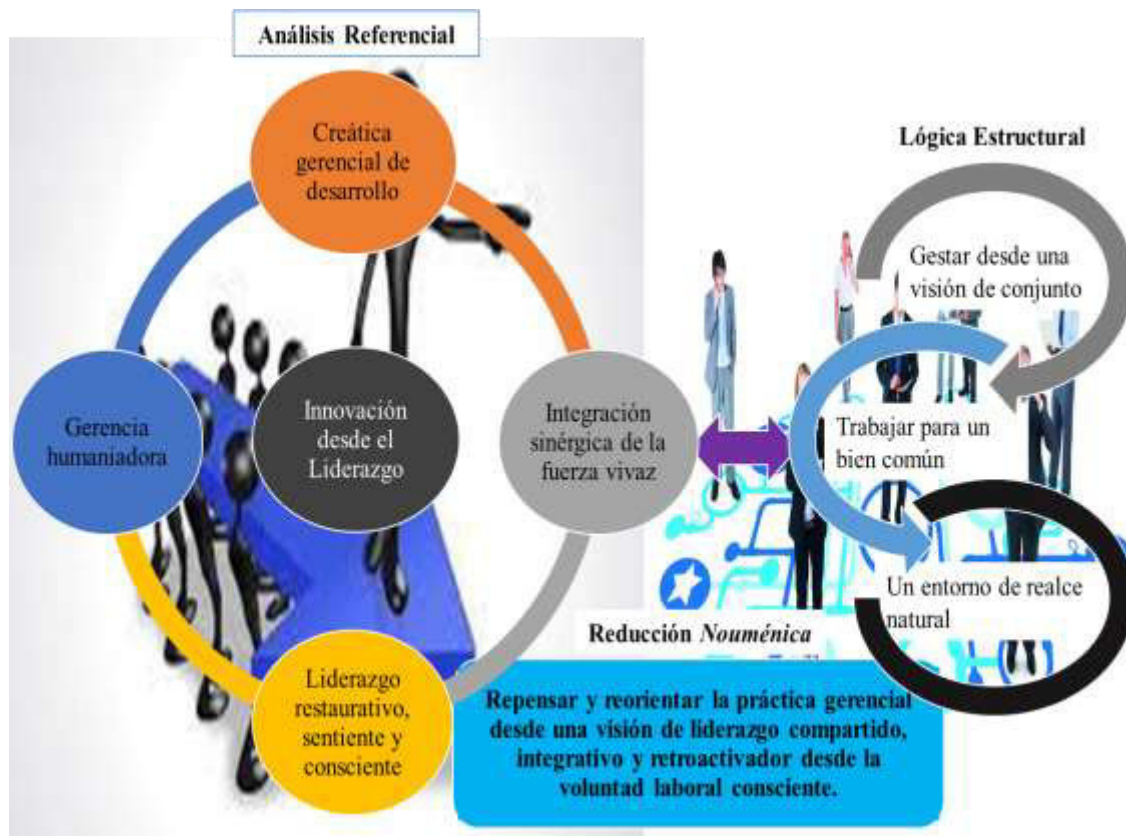 Análisis Referencial
Creática
gerencial de
desarrollo
Gerencia
humaniadora
Innovación
desde el
Liderazgo
Integración
sinérgica de la
fuerza vivaz
Liderazgo
restaurativo,
sentiente y
consciente
Lógica Estructural
Gestar desde una
visión de conjunto
Trabajar para un
bien común
Un entorno de realce
natural
Reducción Nouménica
Repensar y reorientar la práctica gerencial
desde una visión de liderazgo compartido,
integrativo y retroactivador desde la
voluntad laboral consciente.